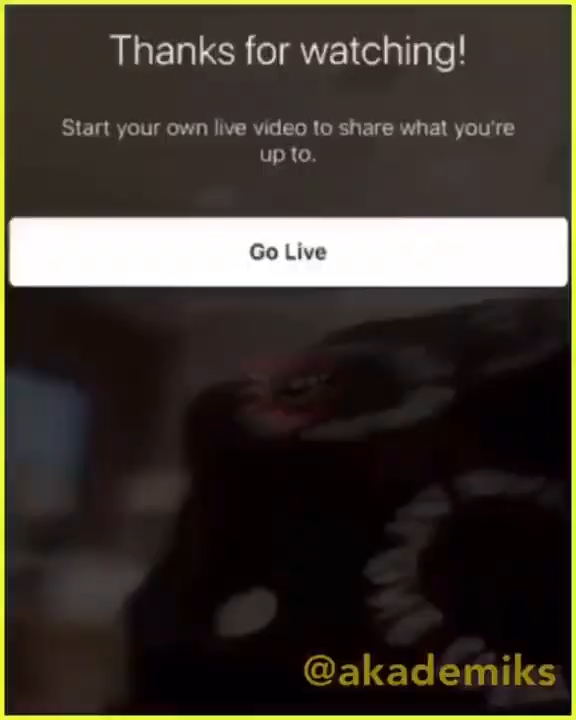 Thanks for watching!
Start your own live video to share what you're
up to.
Go Live
@akademiks